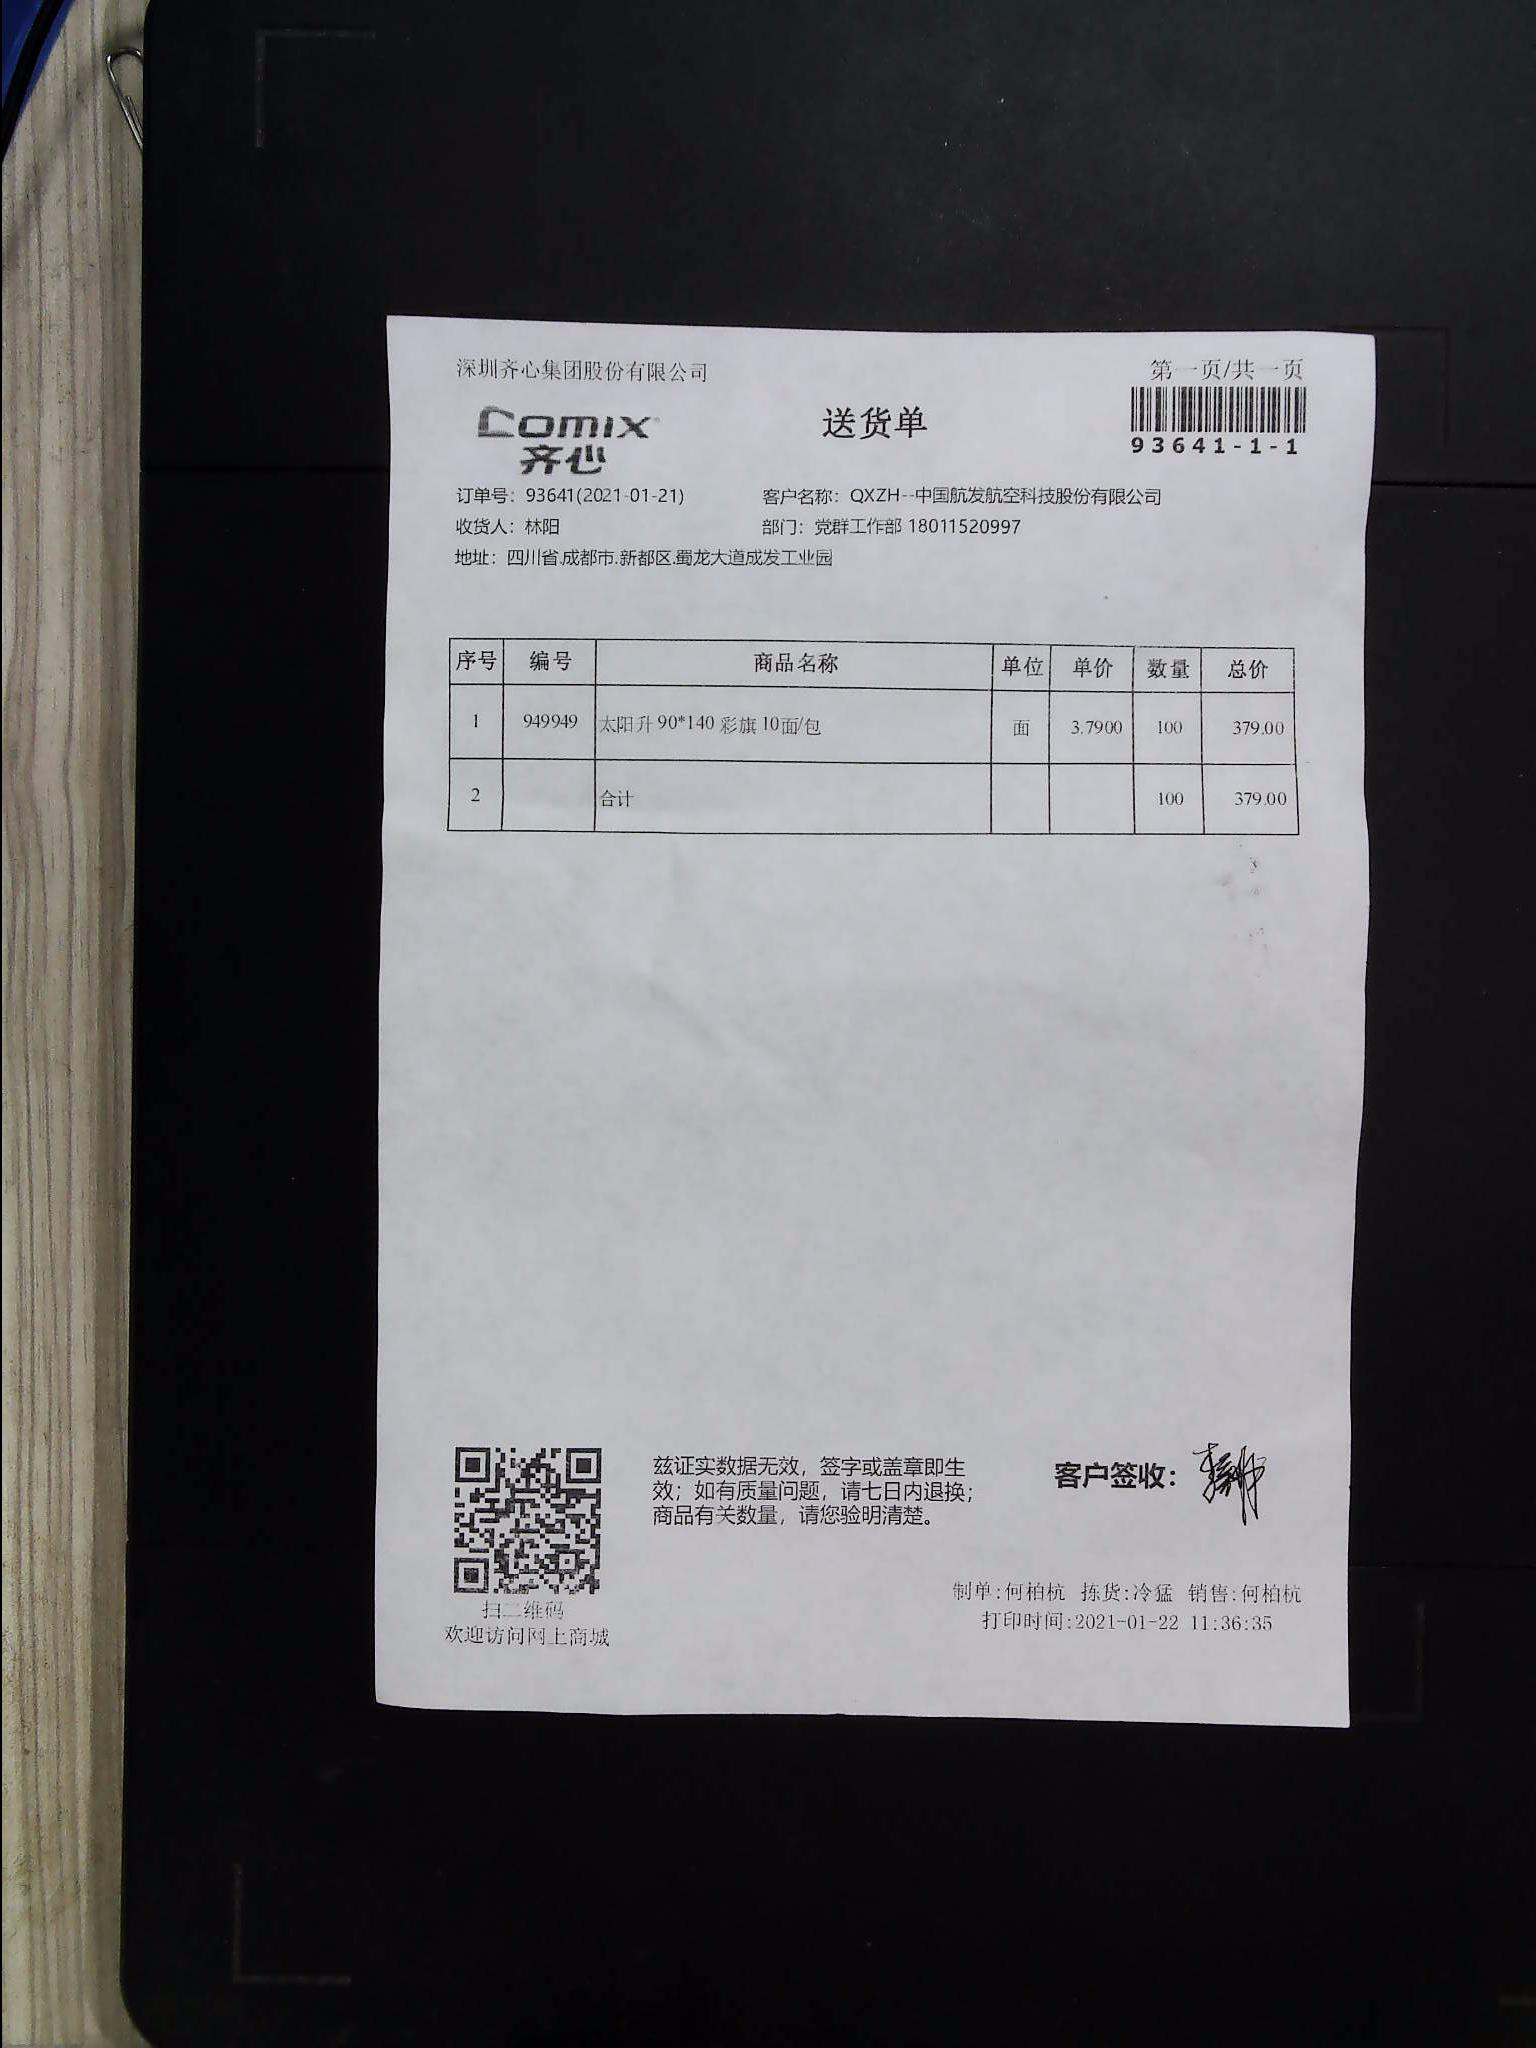 深圳齐心集团股份有限公司
第一页/共一页
comix
齐心
送货单
93641-1-1
订单号：93641(2021-01-21) 客户名称：QXZH--中国航发航空科技股份有限公司
收货人：林阳 部门：党群工作部 18011520997
地址：四川省.成都市.新都区.蜀龙大道成发工业园
序号 编号 商品名称 单位 单价 数量 总价
1 949949 太阳升 90*140 彩旗 10面/包 面 3.7900 100 379.00
2 合计 100 379.00
兹证实数据无效，签字或盖章即生
效；如有质量问题，请七日内退换；
商品有关数量，请您验明清楚。
客户签收：
扫二维码
欢迎访问网上商城
制单:何柏杭 拣货:冷猛 销售:何柏杭
打印时间:2021-01-22 11:36:35